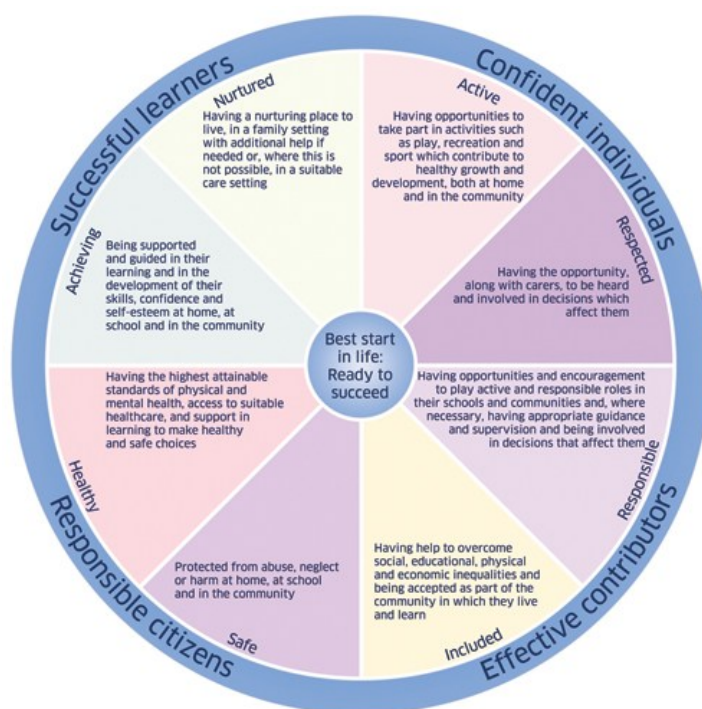 Successful learners
Confident individuals
Nurtured
Having a nurturing place to
live, in a family setting
with additional help if
needed or, where this is
not possible, in a suitable
care setting
Active
Having opportunities to
take part in activities such
as play, recreation and
sport which contribute to
healthy growth and
development, both at home
and in the community
Achieving
Being supported
and guided in their
learning and in the
development of their
skills, confidence and
self-esteem at home, at
school and in the community
Respected
Having the opportunity,
along with carers, to be heard
and involved in decisions which
affect them
Best start
in life:
Ready to
succeed
Healthy
Having the highest attainable
standards of physical and
mental health, access to suitable
healthcare, and support in
learning to make healthy
and safe choices
Having opportunities and encouragement
to play active and responsible roles in
their schools and communities and, where
necessary, having appropriate guidance
and supervision and being involved
in decisions that affect them
Responsible
Protected from abuse, neglect
or harm at home, at school
and in the community
Safe
Having help to overcome
social, educational, physical
and economic inequalities and
being accepted as part of the
community in which they live
and learn
Included
Responsible citizens
Effective contributors